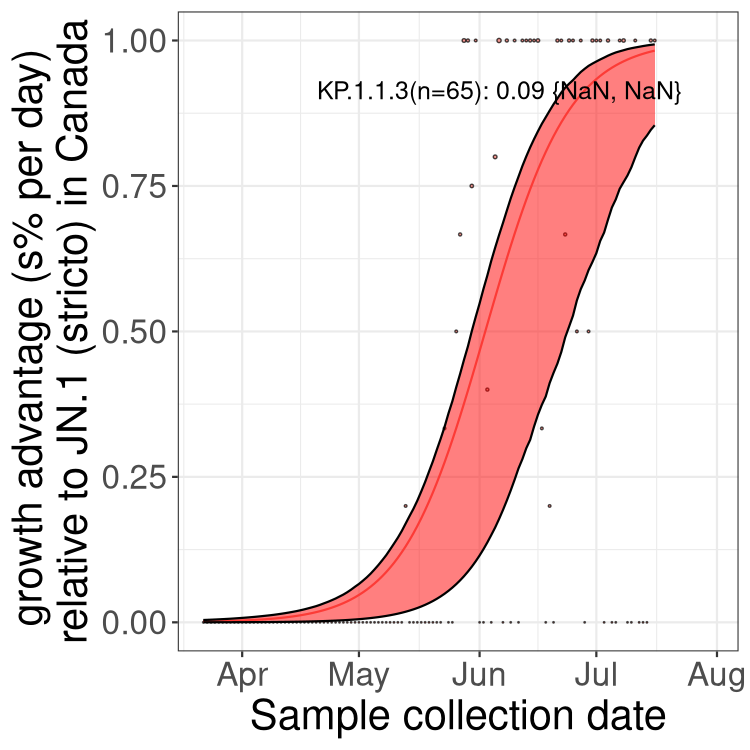 growth advantage (s% per day)
relative to JN.1 (stricto) in Canada
1.00
0.75
0.50
0.25
0.00
KP.1.1.3(n=65): 0.09 {NaN, NaN}
Apr May Jun Jul Aug
Sample collection date